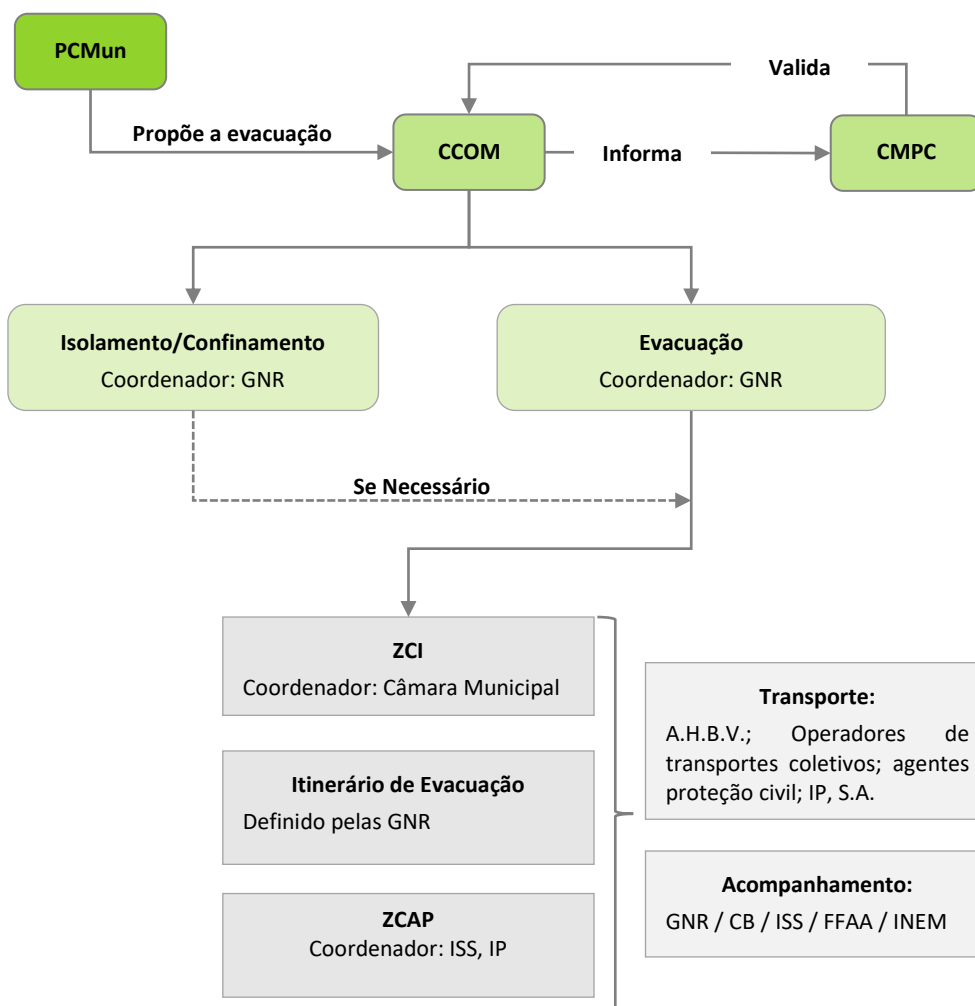 PCMun
Valida
Propõe a evacuação
CCOM
Informa
CMPC
Isolamento/Confinamento
Coordenador: GNR
Evacuação
Coordenador: GNR
Se Necessário
ZCI
Coordenador: Câmara Municipal
Itinerário de Evacuação
Definido pelas GNR
ZCAP
Coordenador: ISS, IP
Transporte:
A.H.B.V.; Operadores de
transportes coletivos; agentes
proteção civil; IP, S.A.
Acompanhamento:
GNR / CB / ISS / FFAA / INEM